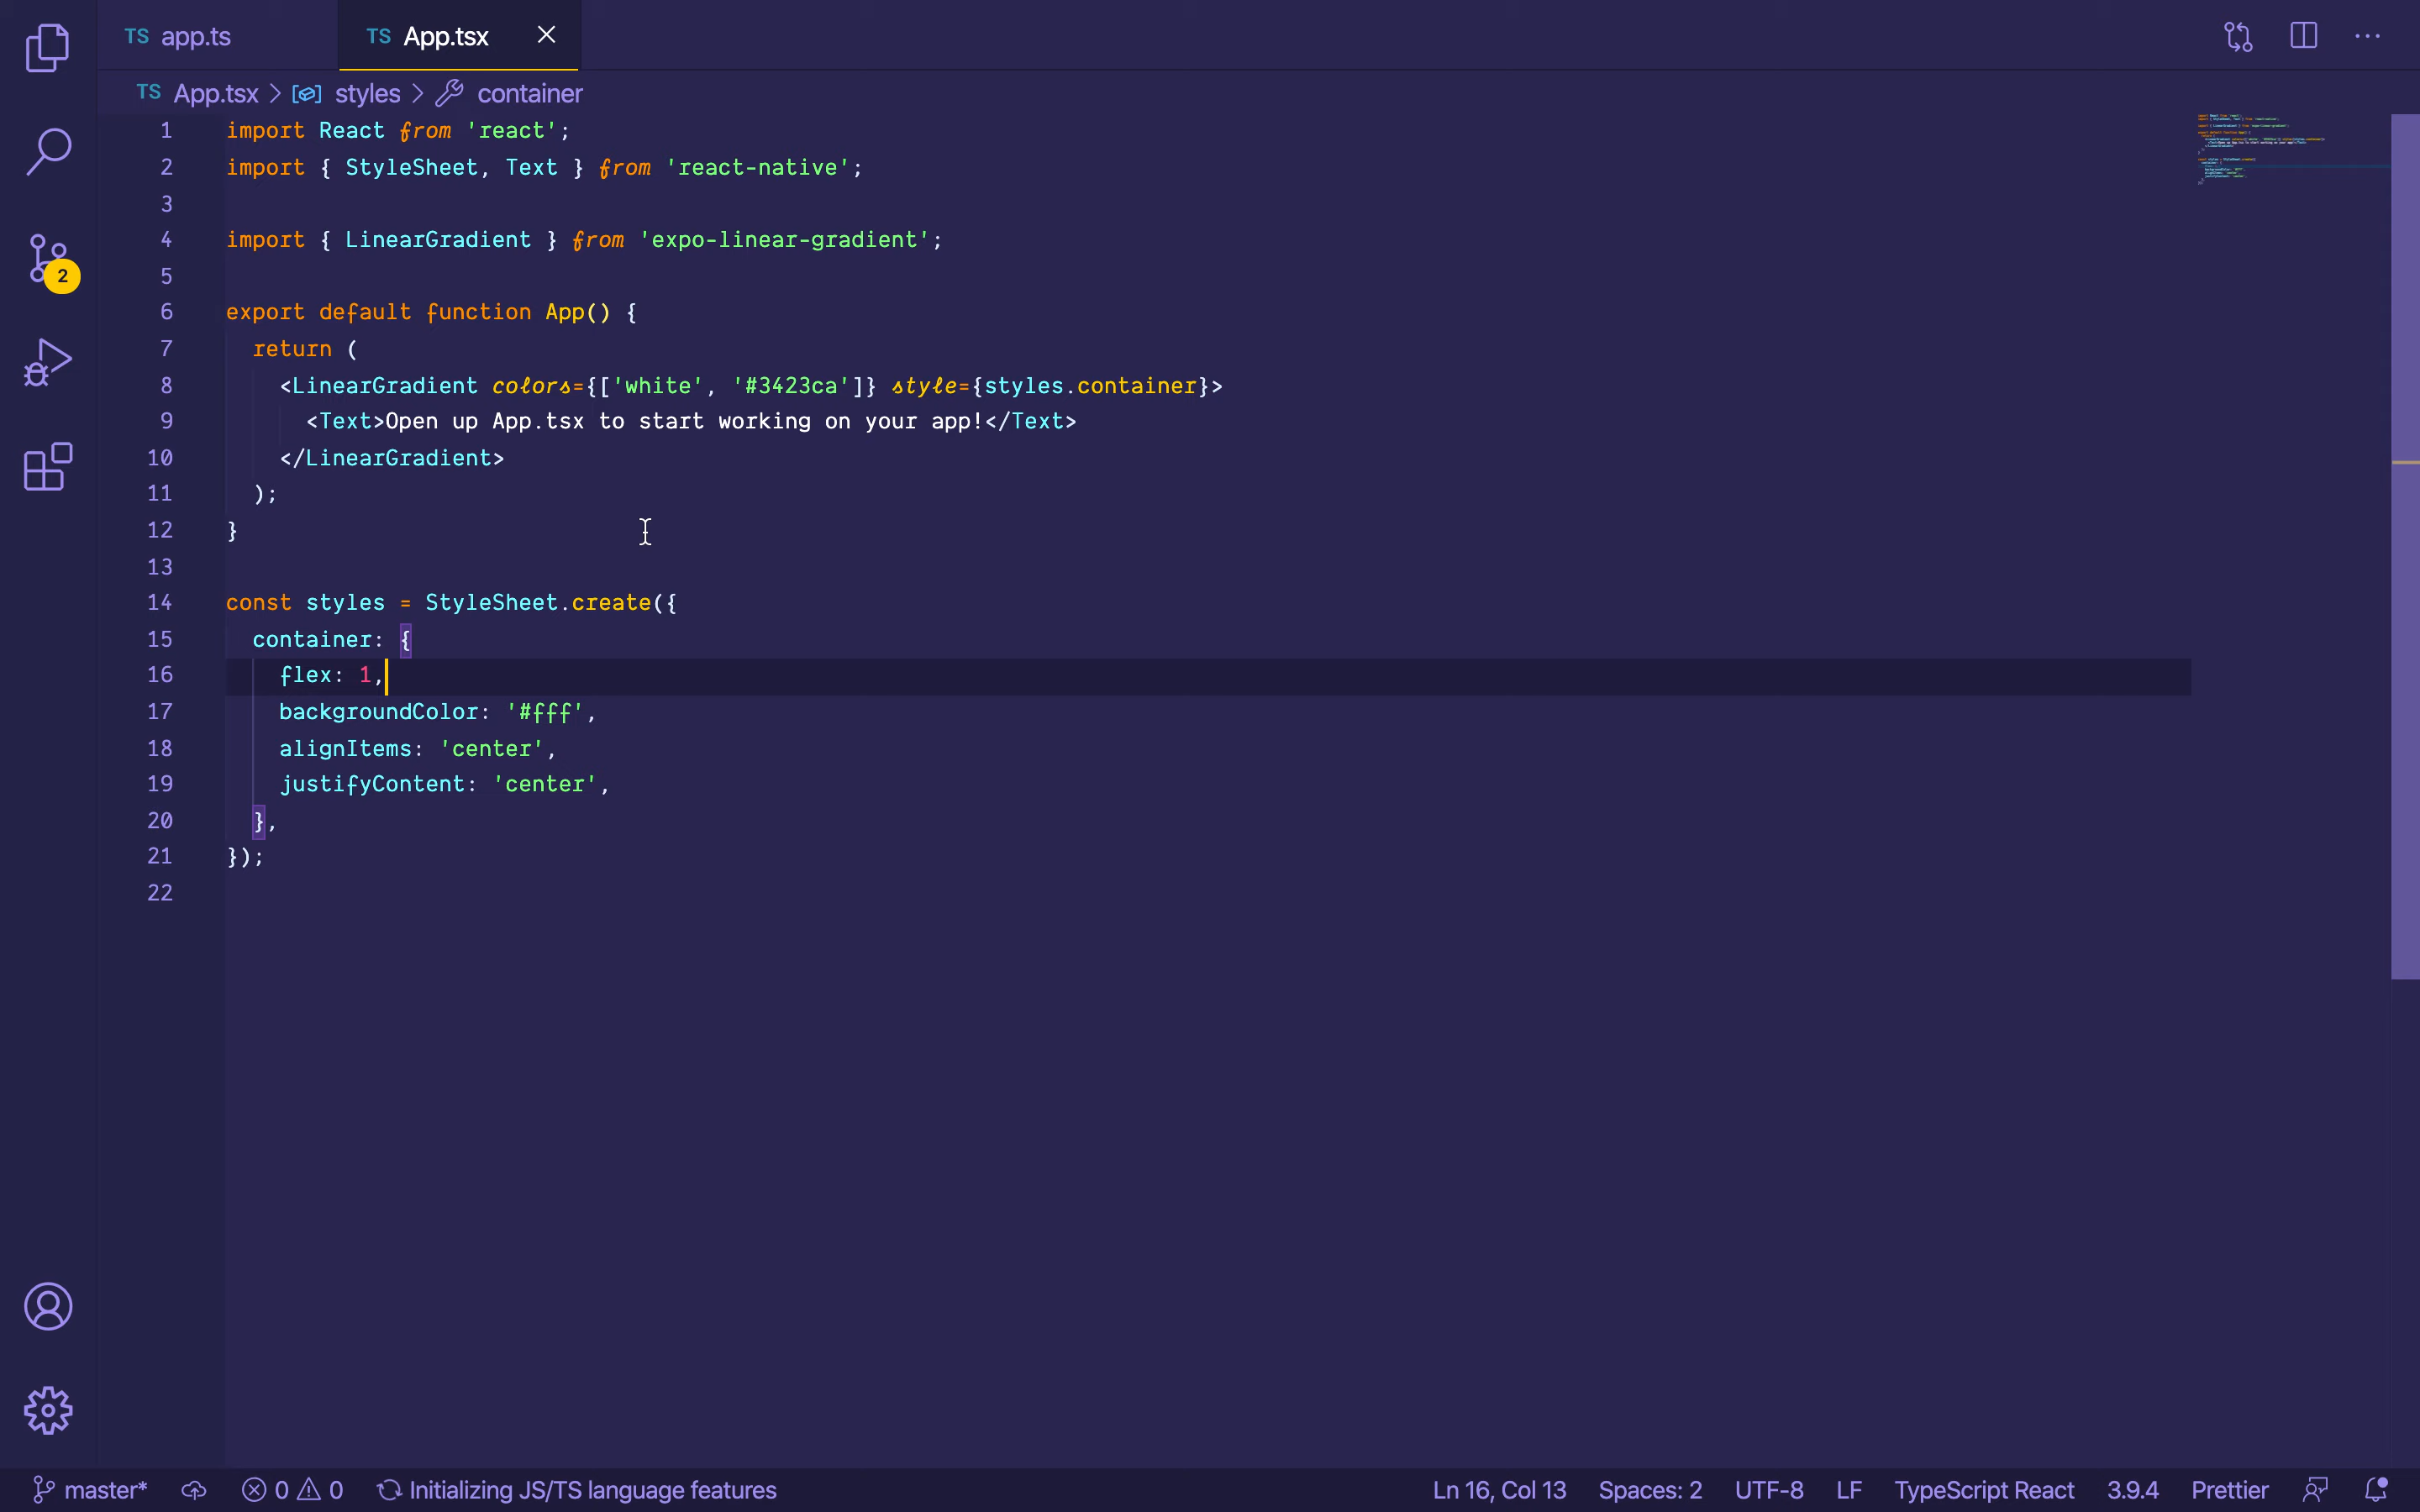 TS app.ts
TS App.tsx
TS App.tsx > styles > container
1 import React from 'react';
2 import { StyleSheet, Text } from 'react-native';
3
4 import { LinearGradient } from 'expo-linear-gradient';
5
6 export default function App() {
7   return (
8     <LinearGradient colors={['white', '#3423ca']} style={styles.container}>
9       <Text>Open up App.tsx to start working on your app!</Text>
10     </LinearGradient>
11   );
12 }
13
14 const styles = StyleSheet.create({
15   container: {
16     flex: 1,
17     backgroundColor: '#fff',
18     alignItems: 'center',
19     justifyContent: 'center',
20   },
21 });
22
2
master* 0 0 Initializing JS/TS language features Ln 16, Col 13 Spaces: 2 UTF-8 LF TypeScript React 3.9.4 Prettier